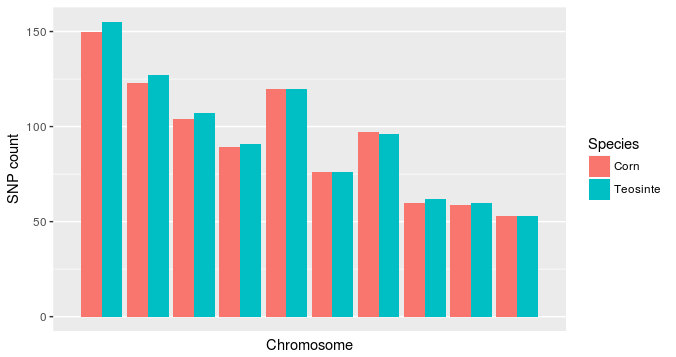 150
100
50
0
SNP count
Chromosome
Species
Corn
Teosinte